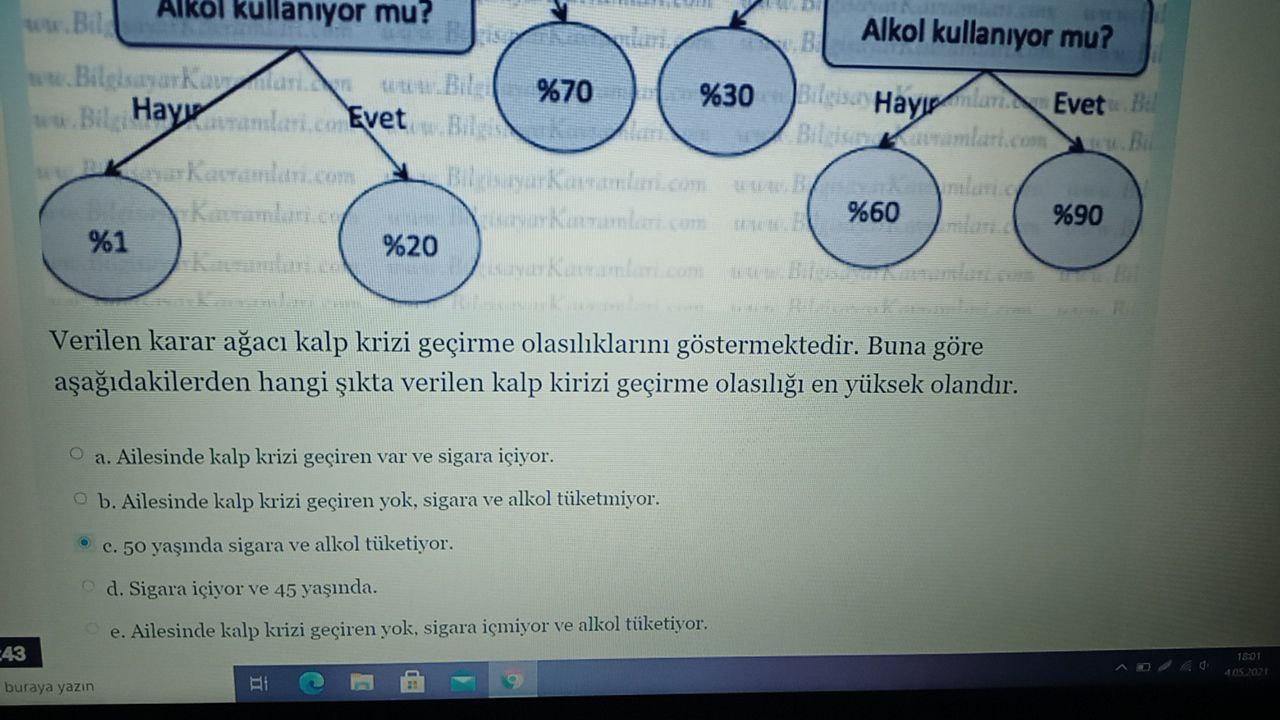 Alkol kullanıyor mu?
Alkol kullanıyor mu?
%70
%30
Hayır
Evet
Hayır
Evet
%1
%20
%60
%90
www.BilgisayarKavramlari.com
Verilen karar ağacı kalp krizi geçirme olasılıklarını göstermektedir. Buna göre
aşağıdakilerden hangi şıkta verilen kalp kirizi geçirme olasılığı en yüksek olandır.
a. Ailesinde kalp krizi geçiren var ve sigara içiyor.
b. Ailesinde kalp krizi geçiren yok, sigara ve alkol tüketmiyor.
c. 50 yaşında sigara ve alkol tüketiyor.
d. Sigara içiyor ve 45 yaşında.
e. Ailesinde kalp krizi geçiren yok, sigara içmiyor ve alkol tüketiyor.
:43
buraya yazın
18:01
4.05.2021